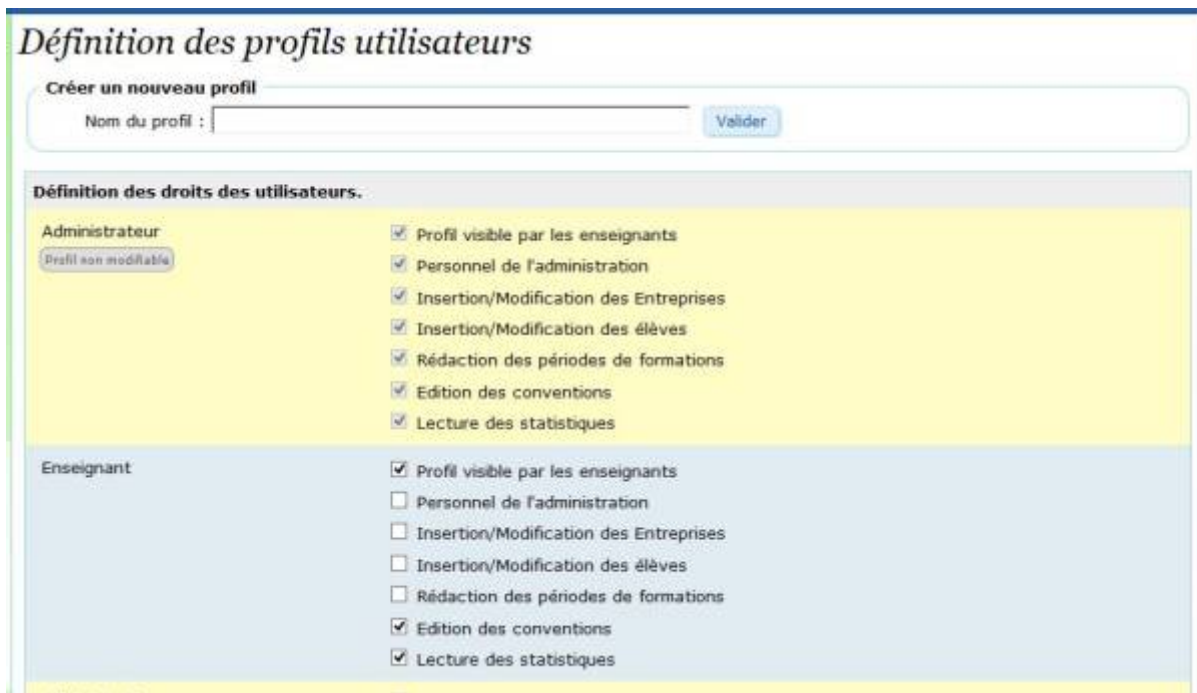 Définition des profils utilisateurs
Créer un nouveau profil
Nom du profil :
Valider
Définition des droits des utilisateurs.
Administrateur
Profil non modifiable
Profil visible par les enseignants
Personnel de l'administration
Insertion/Modification des Entreprises
Insertion/Modification des élèves
Rédaction des périodes de formations
Edition des conventions
Lecture des statistiques
Enseignant
Profil visible par les enseignants
Personnel de l'administration
Insertion/Modification des Entreprises
Insertion/Modification des élèves
Rédaction des périodes de formations
Edition des conventions
Lecture des statistiques